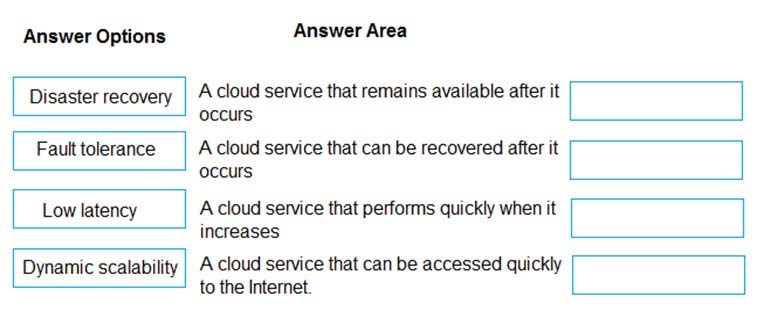 Answer Options
Answer Area
Disaster recovery
A cloud service that remains available after it
occurs
Fault tolerance
A cloud service that can be recovered after it
occurs
Low latency
A cloud service that performs quickly when it
increases
Dynamic scalability
A cloud service that can be accessed quickly
to the Internet.